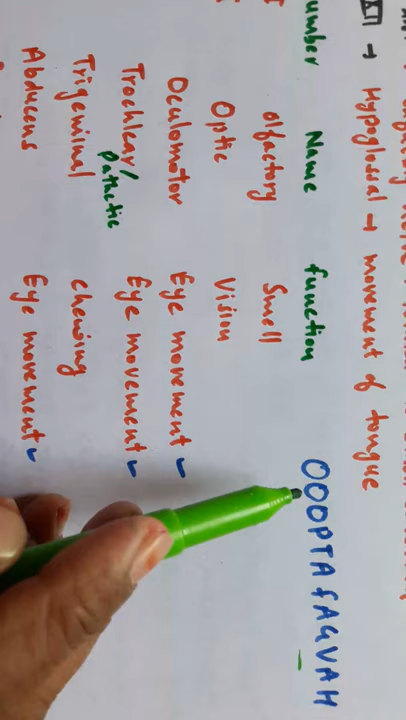 XII → Hypoglossal → movement of tongue
Name function OOOPTAFAGVAH
olfactory Smell
Optic Vision
Oculomotor Eye movement ✓
Trochlear/ Eye movement ✓
Pathetic
Trigeminal chewing
Abducens Eye movement ✓